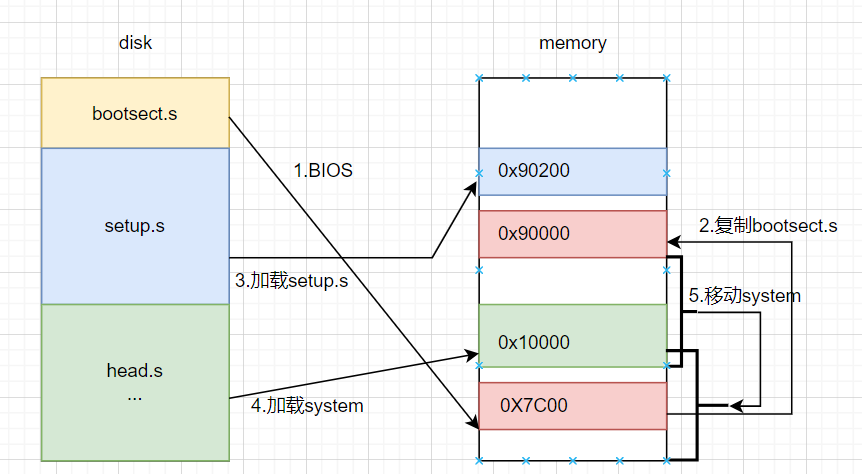 disk
memory
bootsect.s
setup.s
head.s
...
1.BIOS
3.加载setup.s
4.加载system
0x90200
0x90000
0x10000
0X7C00
2.复制bootsect.s
5.移动system